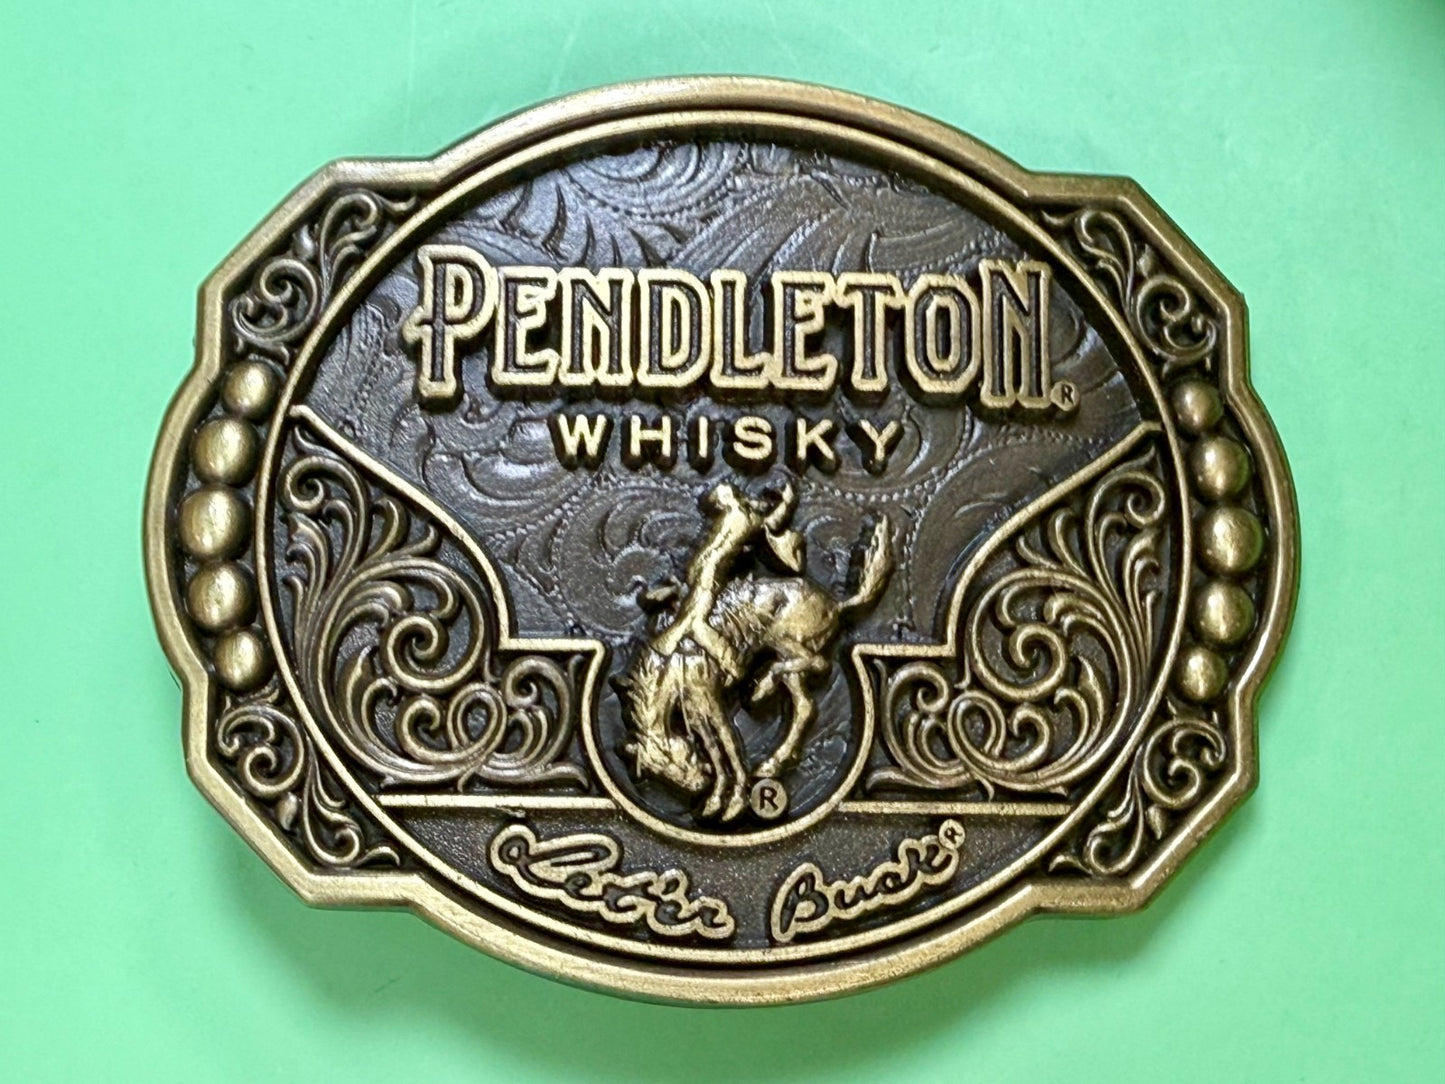 PENDLETON®
WHISKY
®
Let'er Buck®